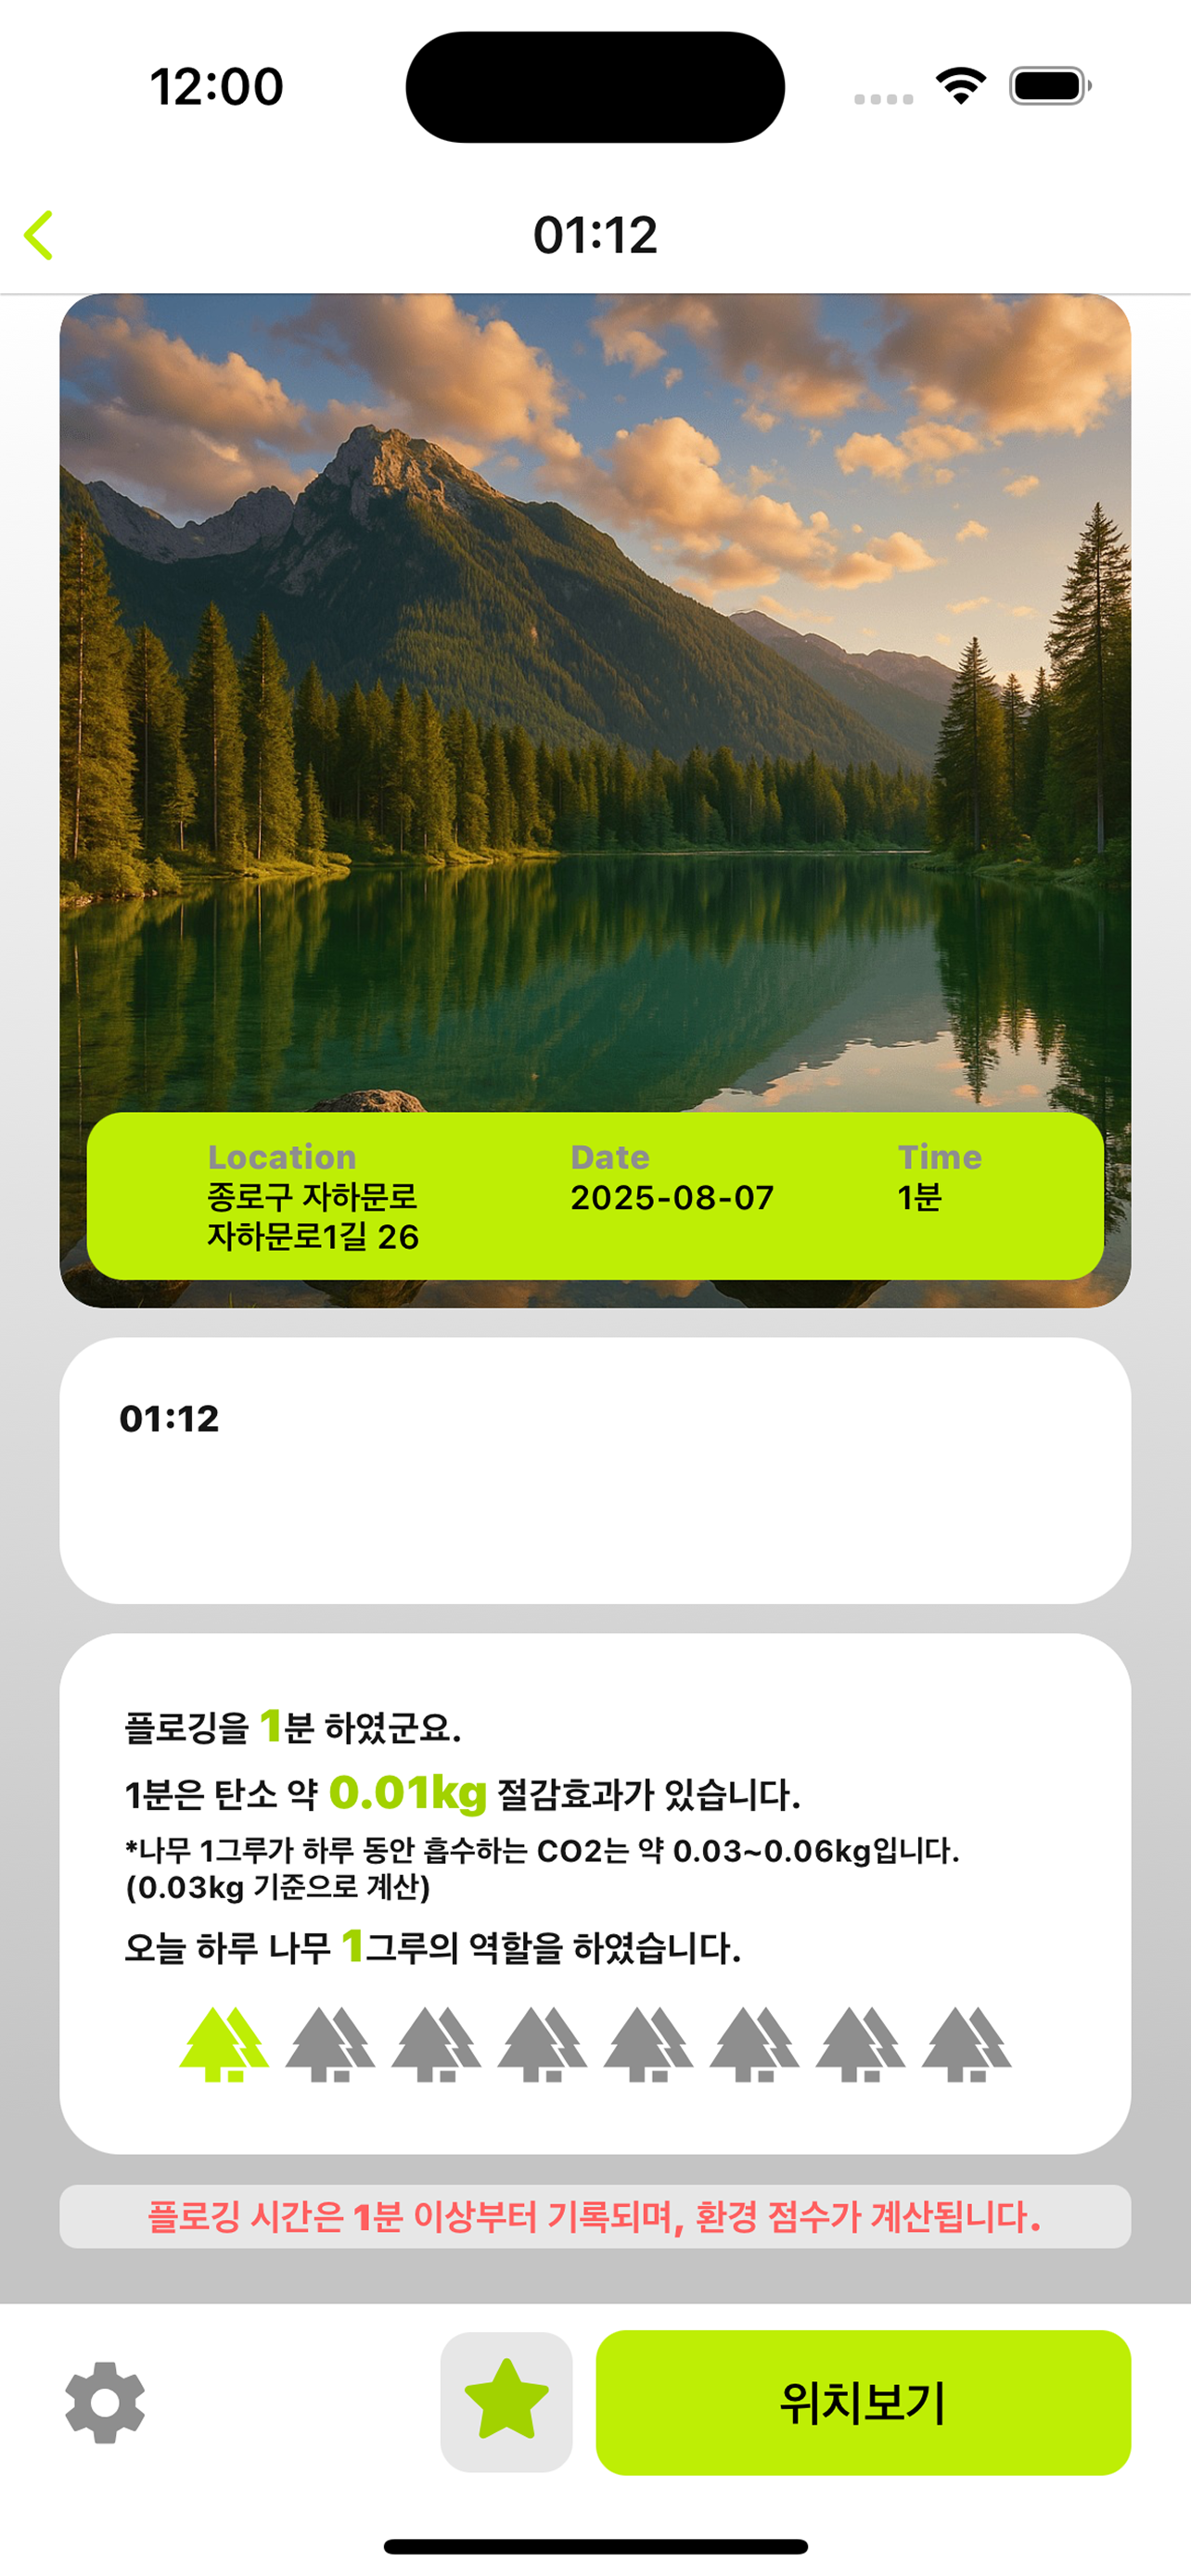 12:00
01:12
Location
종로구 자하문로
자하문로1길 26
Date
2025-08-07
Time
1분
01:12
플로깅을 1분 하였군요.
1분은 탄소 약 0.01kg 절감효과가 있습니다.
*나무 1그루가 하루 동안 흡수하는 CO2는 약 0.03~0.06kg입니다.
(0.03kg 기준으로 계산)
오늘 하루 나무 1그루의 역할을 하였습니다.
플로깅 시간은 1분 이상부터 기록되며, 환경 점수가 계산됩니다.
위치보기